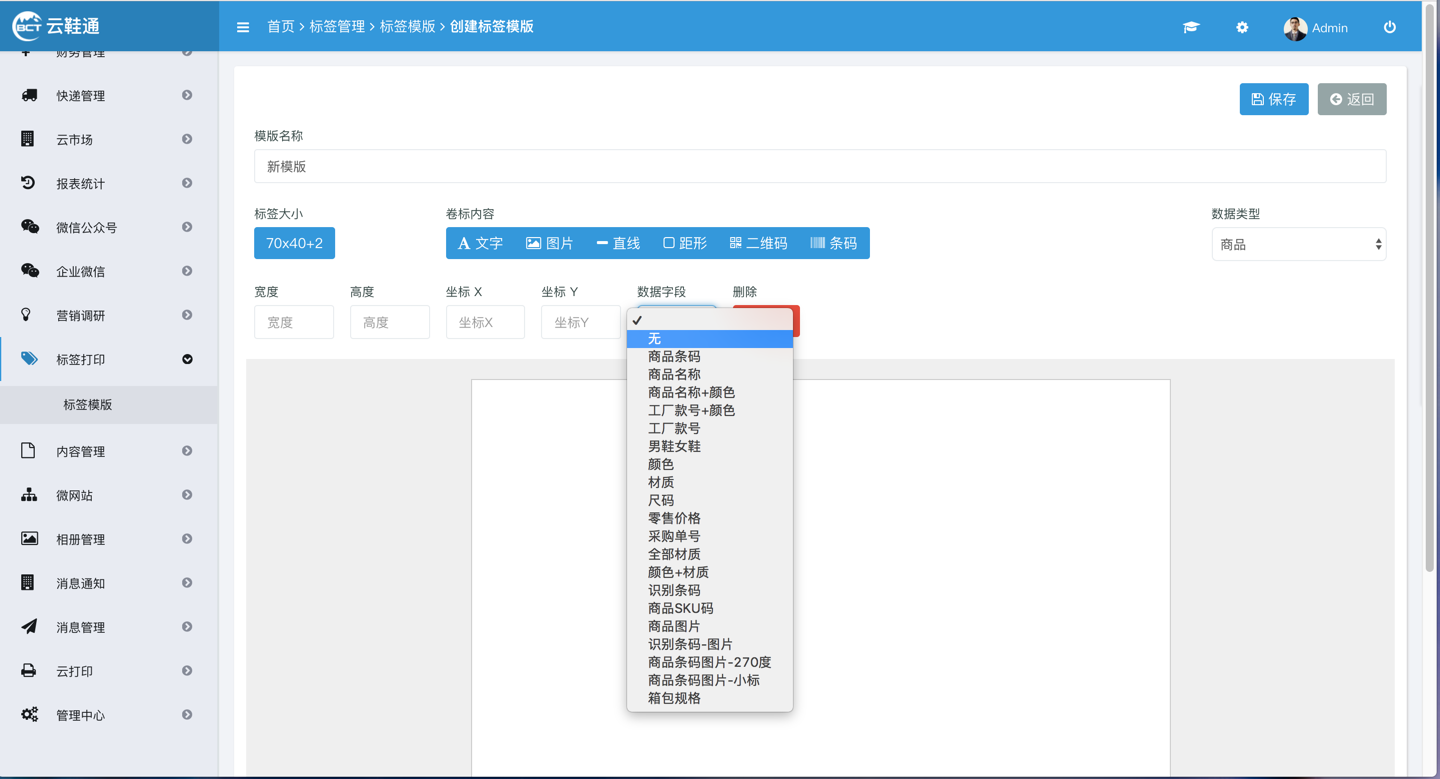 BCT 云鞋通
首页 > 标签管理 > 标签模版 > 创建标签模版
Admin
财务管理
快递管理
云市场
报表统计
微信公众号
企业微信
营销调研
标签打印
标签模版
内容管理
微网站
相册管理
消息通知
消息管理
云打印
管理中心
保存
返回
模版名称
新模版
标签大小
卷标内容
数据类型
70x40+2
A 文字
图片
直线
距形
二维码
条码
商品
宽度
高度
坐标 X
坐标 Y
数据字段
删除
宽度
高度
坐标X
坐标Y
无
商品条码
商品名称
商品名称+颜色
工厂款号+颜色
工厂款号
男鞋女鞋
颜色
材质
尺码
零售价格
采购单号
全部材质
颜色+材质
识别条码
商品SKU码
商品图片
识别条码-图片
商品条码图片-270度
商品条码图片-小标
箱包规格